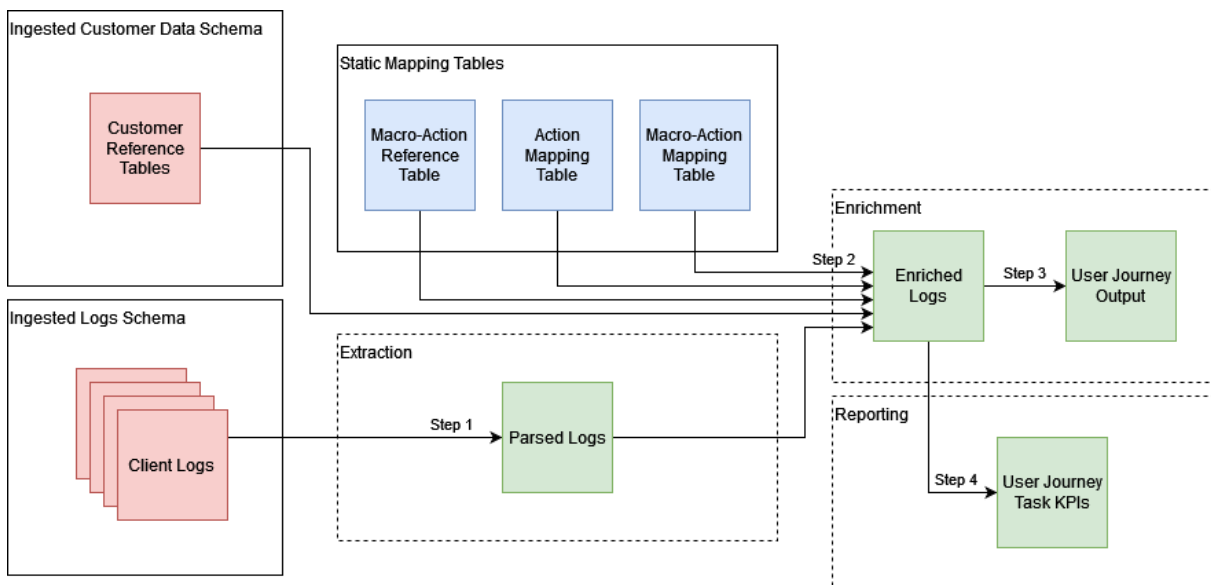 Ingested Customer Data Schema
Customer
Reference
Tables
Static Mapping Tables
Macro-Action
Reference
Table
Action
Mapping
Table
Macro-Action
Mapping
Table
Enrichment
Step 2
Enriched
Logs
Step 3
User Journey
Output
Ingested Logs Schema
Client Logs
Extraction
Step 1
Parsed Logs
Reporting
Step 4
User Journey
Task KPIs